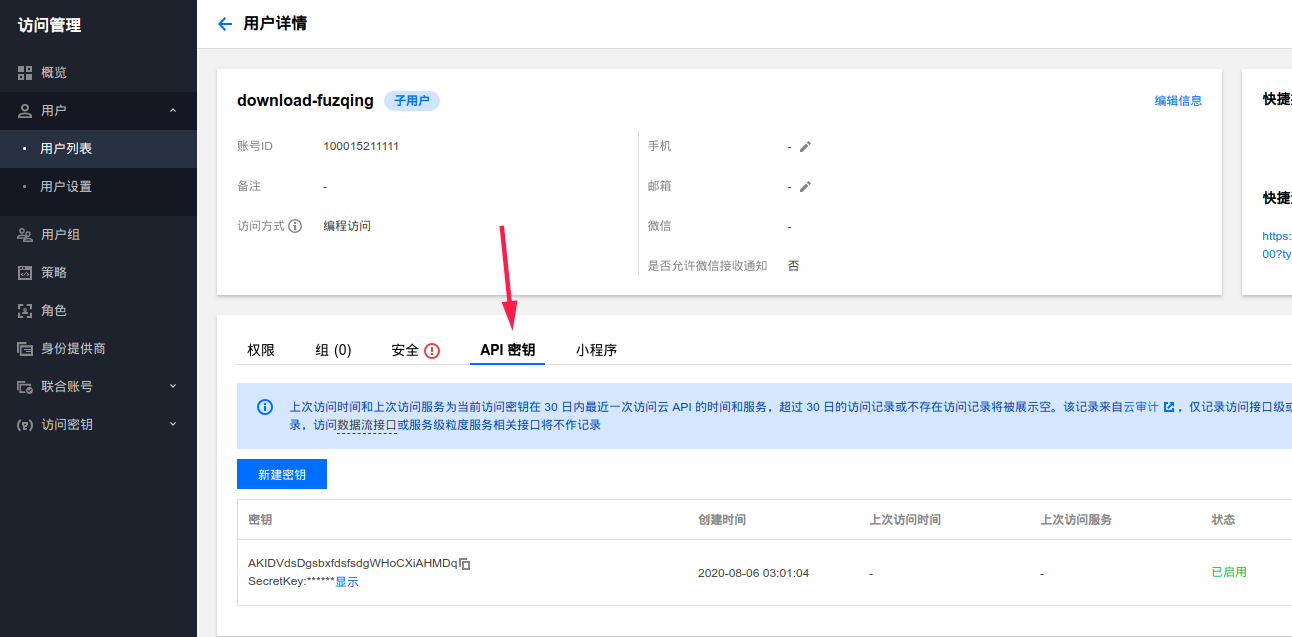 访问管理
概览
用户
用户列表
用户设置
用户组
策略
角色
身份提供商
联合账号
访问密钥
用户详情
download-fuzqing 子用户 编辑信息
账号ID 100015211111
备注 -
访问方式 编程访问
手机 -
邮箱 -
微信 -
是否允许微信接收通知 否
快捷
快捷
https:
00?ty
权限 组 (0) 安全 API 密钥 小程序
上次访问时间和上次访问服务为当前访问密钥在 30 日内最近一次访问云 API 的时间和服务，超过 30 日的访问记录或不存在访问记录将被展示空。该记录来自云审计 ，仅记录访问接口级或
录，访问数据流接口或服务级粒度服务相关接口将不作记录
新建密钥
密钥 创建时间 上次访问时间 上次访问服务 状态
AKIDVdsDgsbxfdsfsdgWHoCXiAHMDq
SecretKey:******显示
2020-08-06 03:01:04 - - 已启用